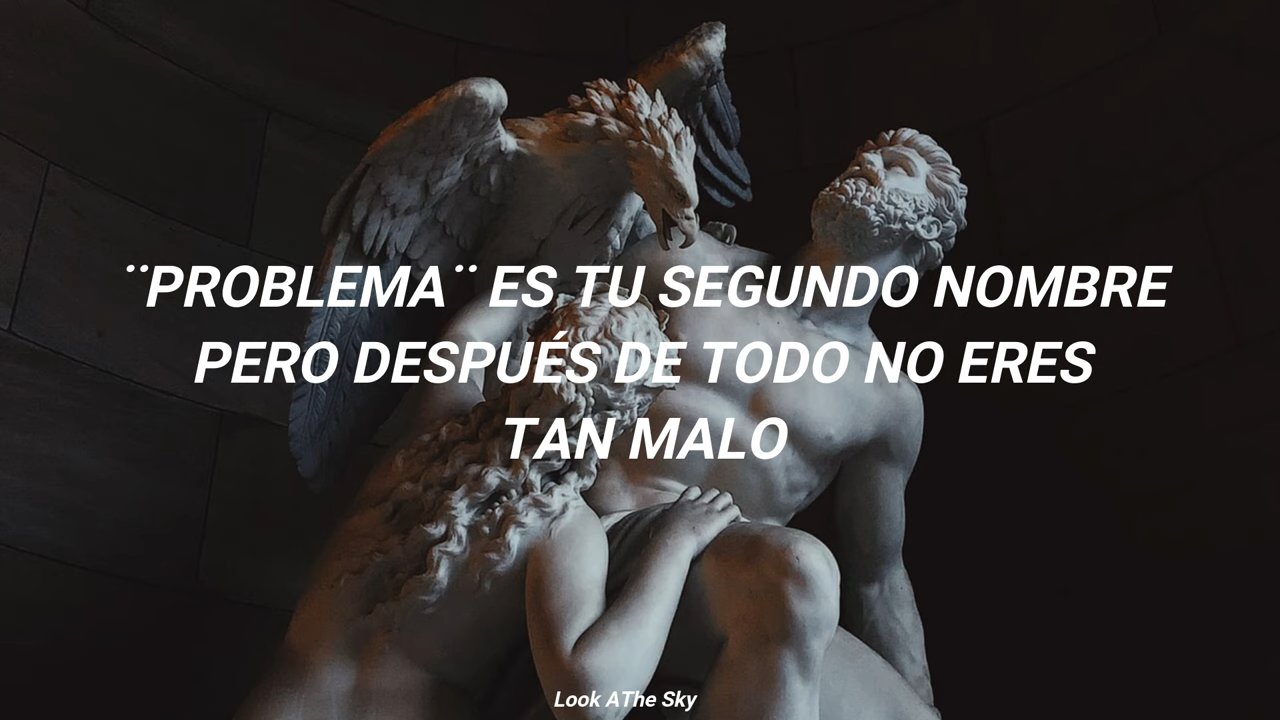 ¨PROBLEMA¨ ES TU SEGUNDO NOMBRE
PERO DESPUÉS DE TODO NO ERES
TAN MALO
Look AThe Sky